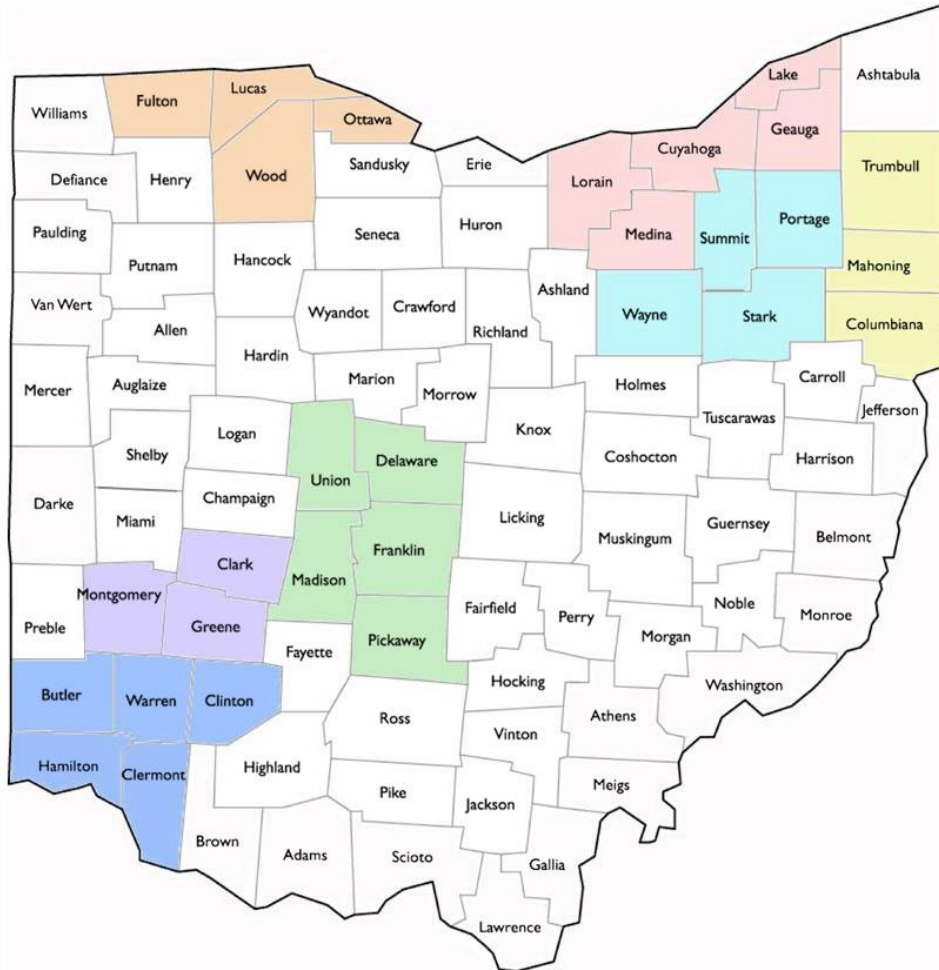 Ashtabula
Lake
Geauga
Cuyahoga
Lorain
Medina
Summit
Portage
Trumbull
Mahoning
Columbiana
Stark
Wayne
Williams
Fulton
Lucas
Ottawa
Wood
Sandusky
Erie
Defiance
Henry
Paulding
Putnam
Hancock
Seneca
Huron
Van Wert
Allen
Wyandot
Crawford
Richland
Ashland
Hardin
Mercer
Auglaize
Marion
Morrow
Holmes
Tuscarawas
Carroll
Jefferson
Knox
Coshocton
Harrison
Logan
Shelby
Union
Delaware
Darke
Miami
Champaign
Licking
Muskingum
Guernsey
Belmont
Clark
Madison
Franklin
Montgomery
Greene
Preble
Fayette
Pickaway
Fairfield
Perry
Morgan
Noble
Monroe
Washington
Hocking
Athens
Butler
Warren
Clinton
Ross
Vinton
Hamilton
Clermont
Highland
Pike
Jackson
Meigs
Brown
Adams
Scioto
Gallia
Lawrence